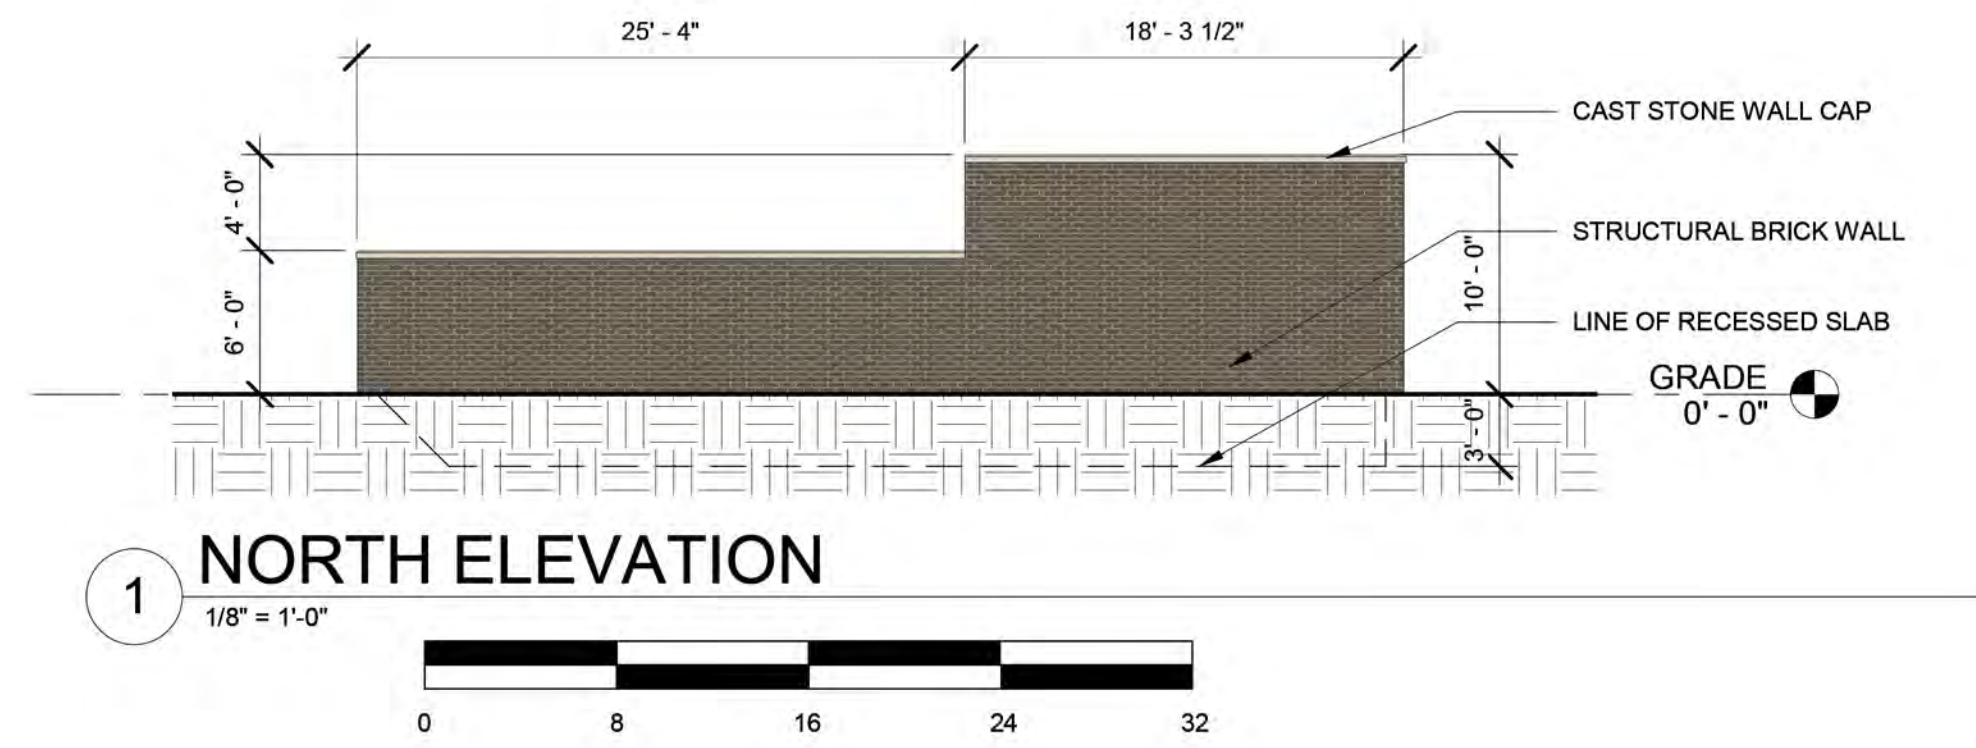 25' - 4"
18' - 3 1/2"
CAST STONE WALL CAP
4' - 0"
STRUCTURAL BRICK WALL
10' - 0"
6' - 0"
LINE OF RECESSED SLAB
GRADE
0' - 0"
3' - 0"
1
NORTH ELEVATION
1/8" = 1'-0"
0 8 16 24 32